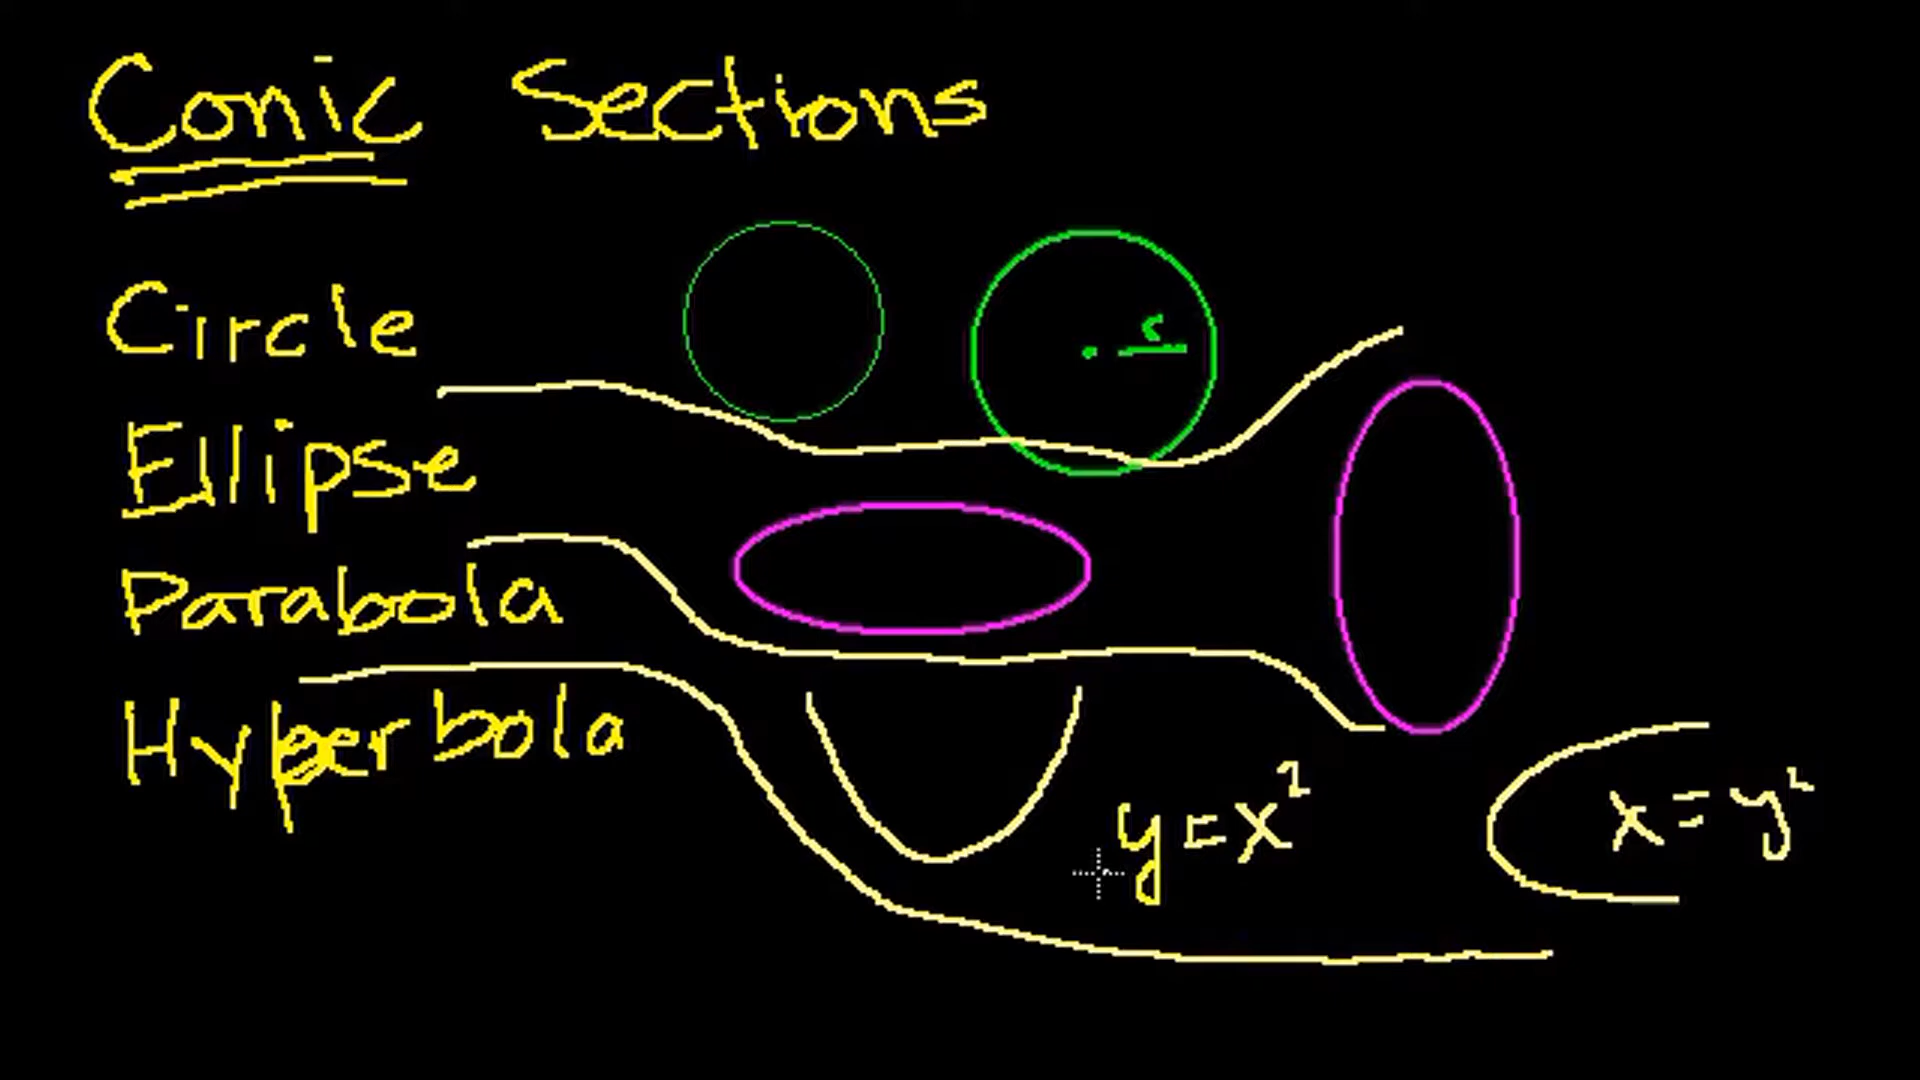 Conic Sections
Circle
r
Ellipse
Parabola
Hyperbola
y = x²
x = y²